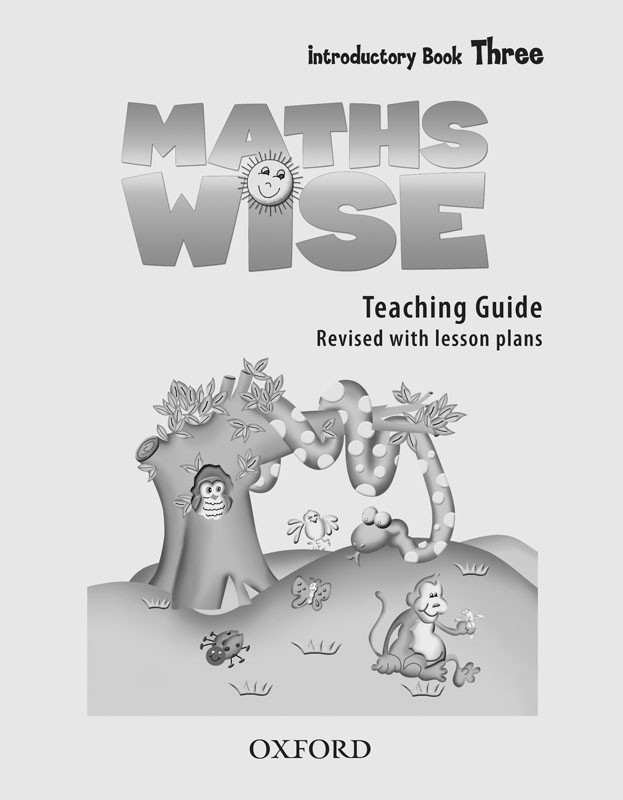 introductory Book Three
MATHS
WiSE
Teaching Guide
Revised with lesson plans
OXFORD